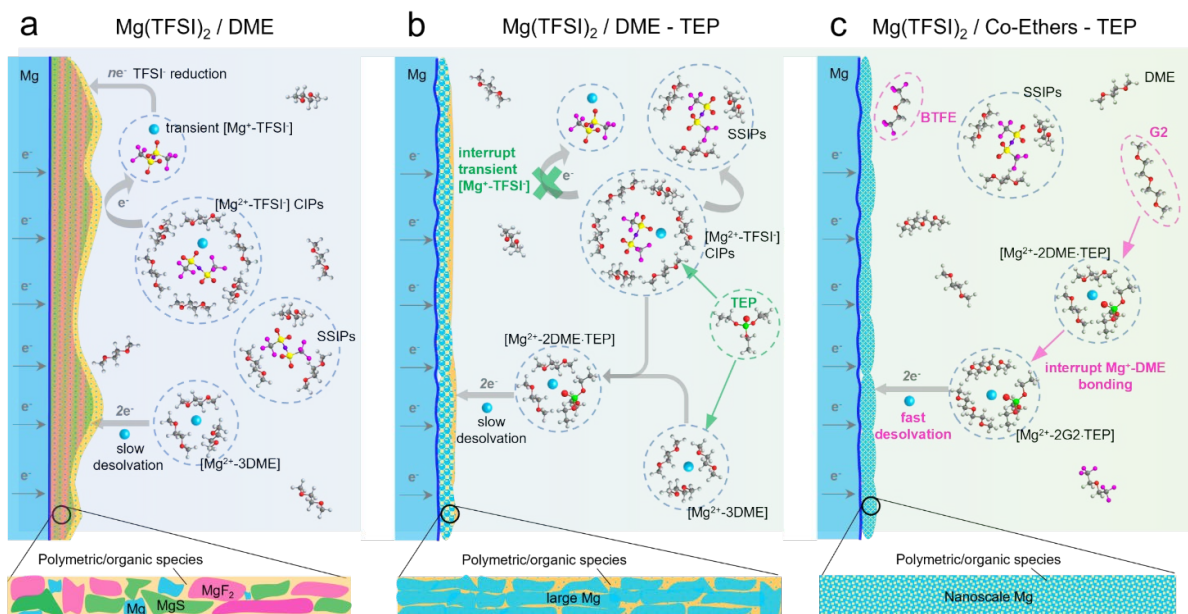 a
Mg(TFSI)₂ / DME
Mg
ne⁻ TFSI⁻ reduction
transient [Mg⁺-TFSI⁻]
e⁻
e⁻
[Mg²⁺-TFSI⁻] CIPs
e⁻
e⁻
e⁻
SSIPs
e⁻
2e⁻
slow
desolvation
[Mg²⁺-3DME]
e⁻
e⁻
Polymetric/organic species
MgF₂
Mg
MgS
b
Mg(TFSI)₂ / DME - TEP
Mg
SSIPs
interrupt
transient
[Mg⁺-TFSI⁻]
e⁻
e⁻
e⁻
[Mg²⁺-TFSI⁻]
CIPs
e⁻
e⁻
TEP
[Mg²⁺-2DME·TEP]
e⁻
2e⁻
slow
desolvation
e⁻
[Mg²⁺-3DME]
e⁻
Polymetric/organic species
large Mg
c
Mg(TFSI)₂ / Co-Ethers - TEP
Mg
DME
SSIPs
BTFE
G2
e⁻
e⁻
e⁻
[Mg²⁺-2DME·TEP]
e⁻
interrupt Mg⁺-DME
bonding
e⁻
2e⁻
fast
desolvation
e⁻
[Mg²⁺-2G2·TEP]
e⁻
Polymetric/organic species
Nanoscale Mg